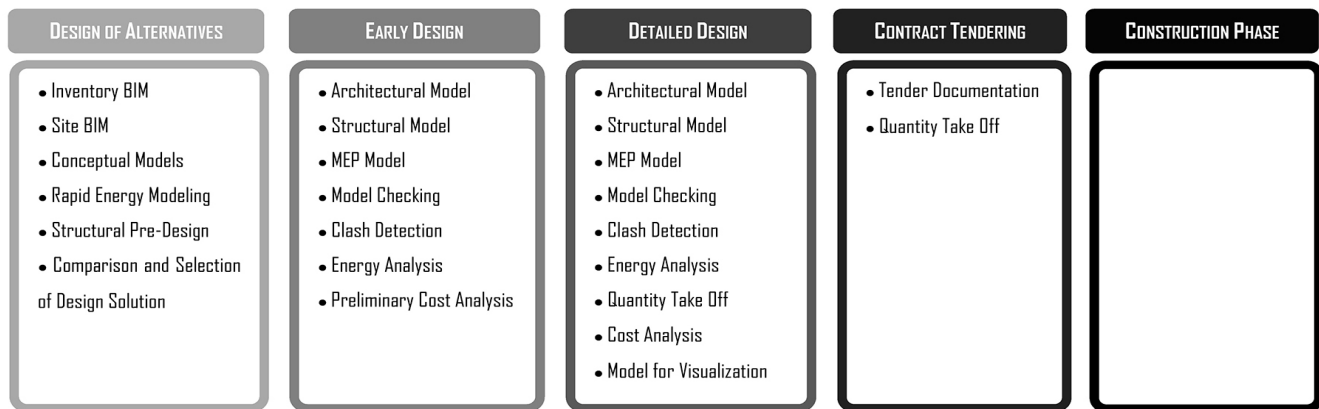 DESIGN OF ALTERNATIVES
• Inventory BIM
• Site BIM
• Conceptual Models
• Rapid Energy Modeling
• Structural Pre-Design
• Comparison and Selection
of Design Solution
EARLY DESIGN
• Architectural Model
• Structural Model
• MEP Model
• Model Checking
• Clash Detection
• Energy Analysis
• Preliminary Cost Analysis
DETAILED DESIGN
• Architectural Model
• Structural Model
• MEP Model
• Model Checking
• Clash Detection
• Energy Analysis
• Quantity Take Off
• Cost Analysis
• Model for Visualization
CONTRACT TENDERING
• Tender Documentation
• Quantity Take Off
CONSTRUCTION PHASE